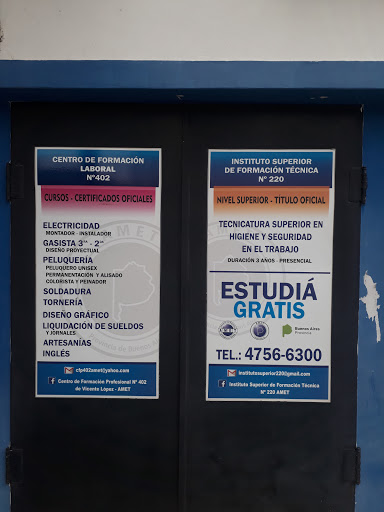 CENTRO DE FORMACIÓN
LABORAL
Nº402
CURSOS - CERTIFICADOS OFICIALES
ELECTRICIDAD
MONTADOR - INSTALADOR
GASISTA 3ra - 2da
DISEÑO PROYECTUAL
PELUQUERÍA
PELUQUERO UNISEX
PERMANENTACIÓN Y ALISADO
COLORISTA Y PEINADOR
SOLDADURA
TORNERÍA
DISEÑO GRÁFICO
LIQUIDACIÓN DE SUELDOS
Y JORNALES
ARTESANÍAS
INGLÉS
cfp402amet@yahoo.com
Centro de Formación Profesional Nº 402
de Vicente López - AMET
INSTITUTO SUPERIOR
DE FORMACIÓN TÉCNICA
Nº 220
NIVEL SUPERIOR - TITULO OFICIAL
TECNICATURA SUPERIOR EN
HIGIENE Y SEGURIDAD
EN EL TRABAJO
DURACIÓN 3 AÑOS - PRESENCIAL
ESTUDIÁ
GRATIS
Buenos Aires
Provincia
TEL.: 4756-6300
institutosuperior220@gmail.com
Instituto Superior de Formación Técnica
Nº 220 AMET